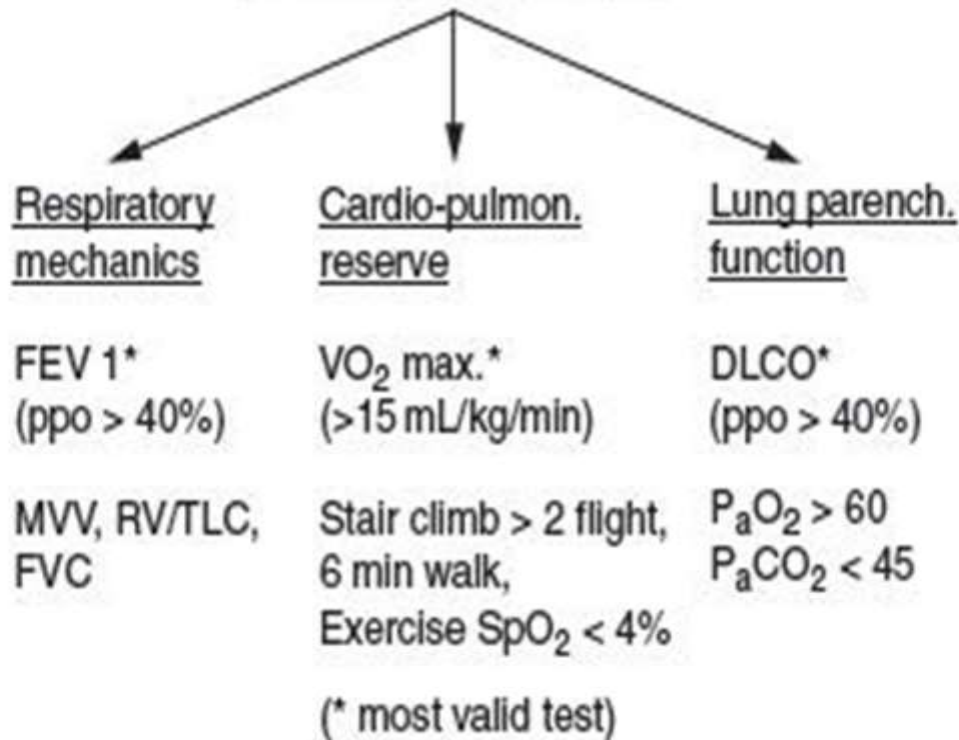 Respiratory
mechanics
FEV 1*
(ppo > 40%)
MVV, RV/TLC,
FVC
Cardio-pulmon.
reserve
VO₂ max.*
(>15 mL/kg/min)
Stair climb > 2 flight,
6 min walk,
Exercise SpO₂ < 4%
(* most valid test)
Lung parench.
function
DLCO*
(ppo > 40%)
PₐO₂ > 60
PₐCO₂ < 45